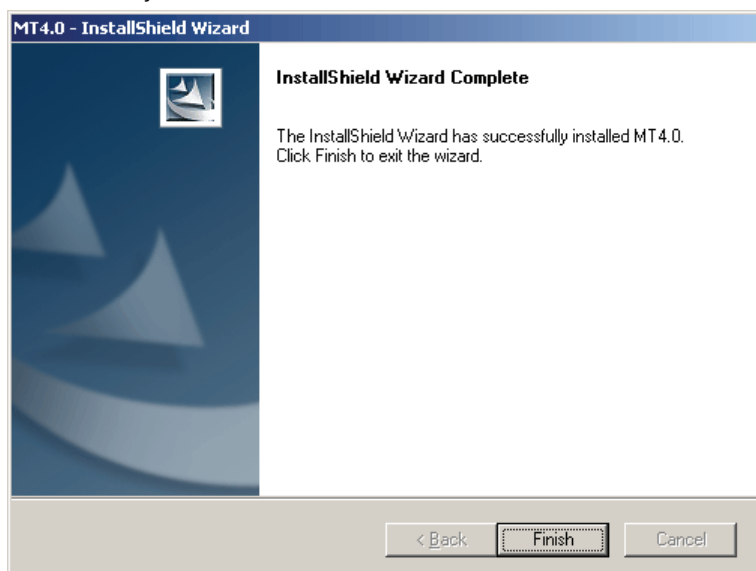 MT4.0 - InstallShield Wizard
InstallShield Wizard Complete
The InstallShield Wizard has successfully installed MT4.0.
Click Finish to exit the wizard.
< Back
Finish
Cancel